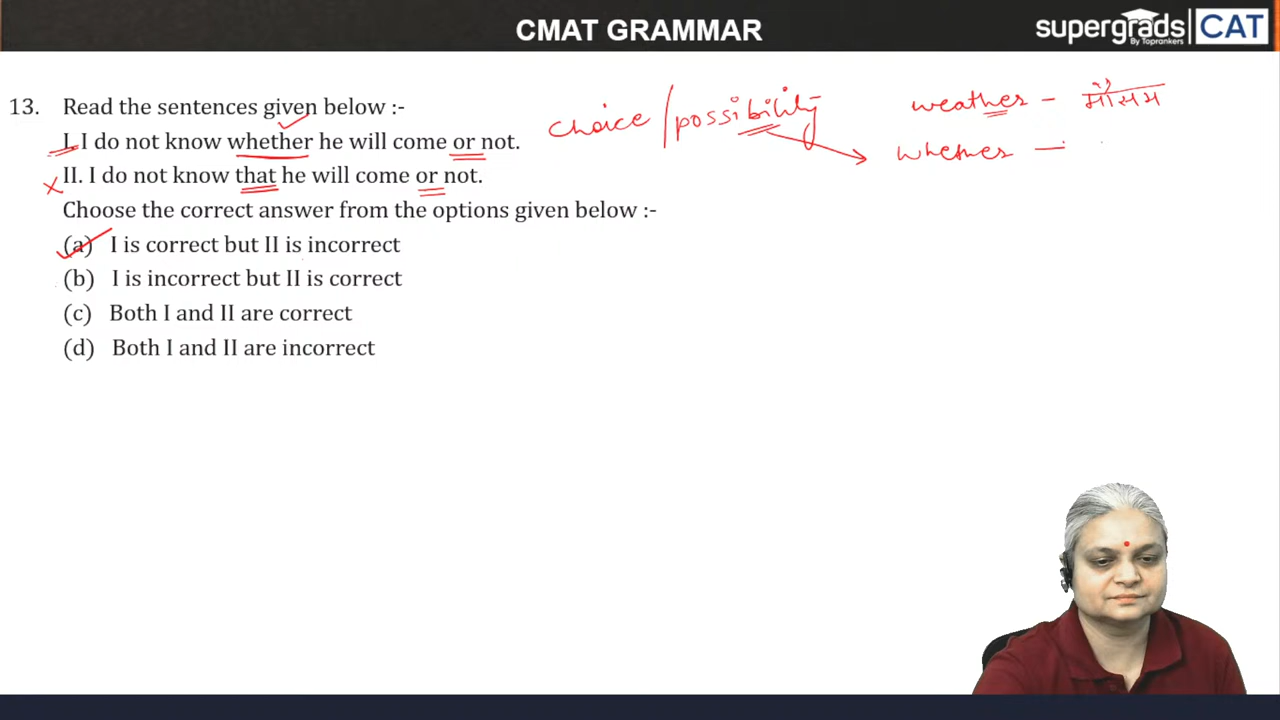 CMAT GRAMMAR
supergrads CAT
By Toprankers
13. Read the sentences given below :-
I. I do not know whether he will come or not.
II. I do not know that he will come or not.
Choose the correct answer from the options given below :-
(a) I is correct but II is incorrect
(b) I is incorrect but II is correct
(c) Both I and II are correct
(d) Both I and II are incorrect
choice / possibility
weather – मौसम
whether –